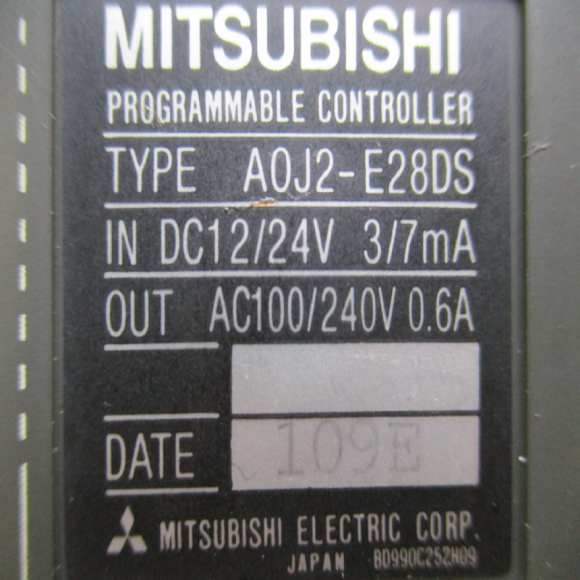 MITSUBISHI
PROGRAMMABLE CONTROLLER
TYPE A0J2-E28DS
IN DC12/24V 3/7mA
OUT AC100/240V 0.6A
DATE 109E
MITSUBISHI ELECTRIC CORP.
JAPAN BD990C252H09